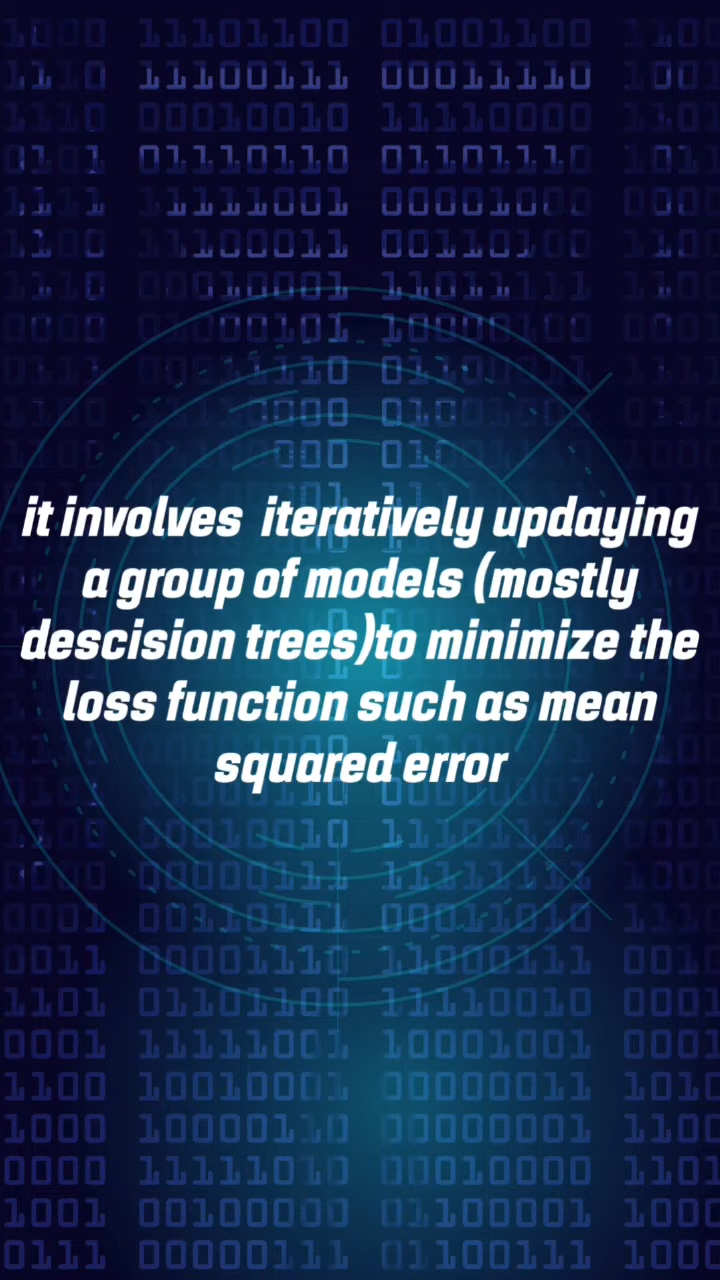 it involves  iteratively updaying
a group of models (mostly
descision trees)to minimize the
loss function such as mean
squared error